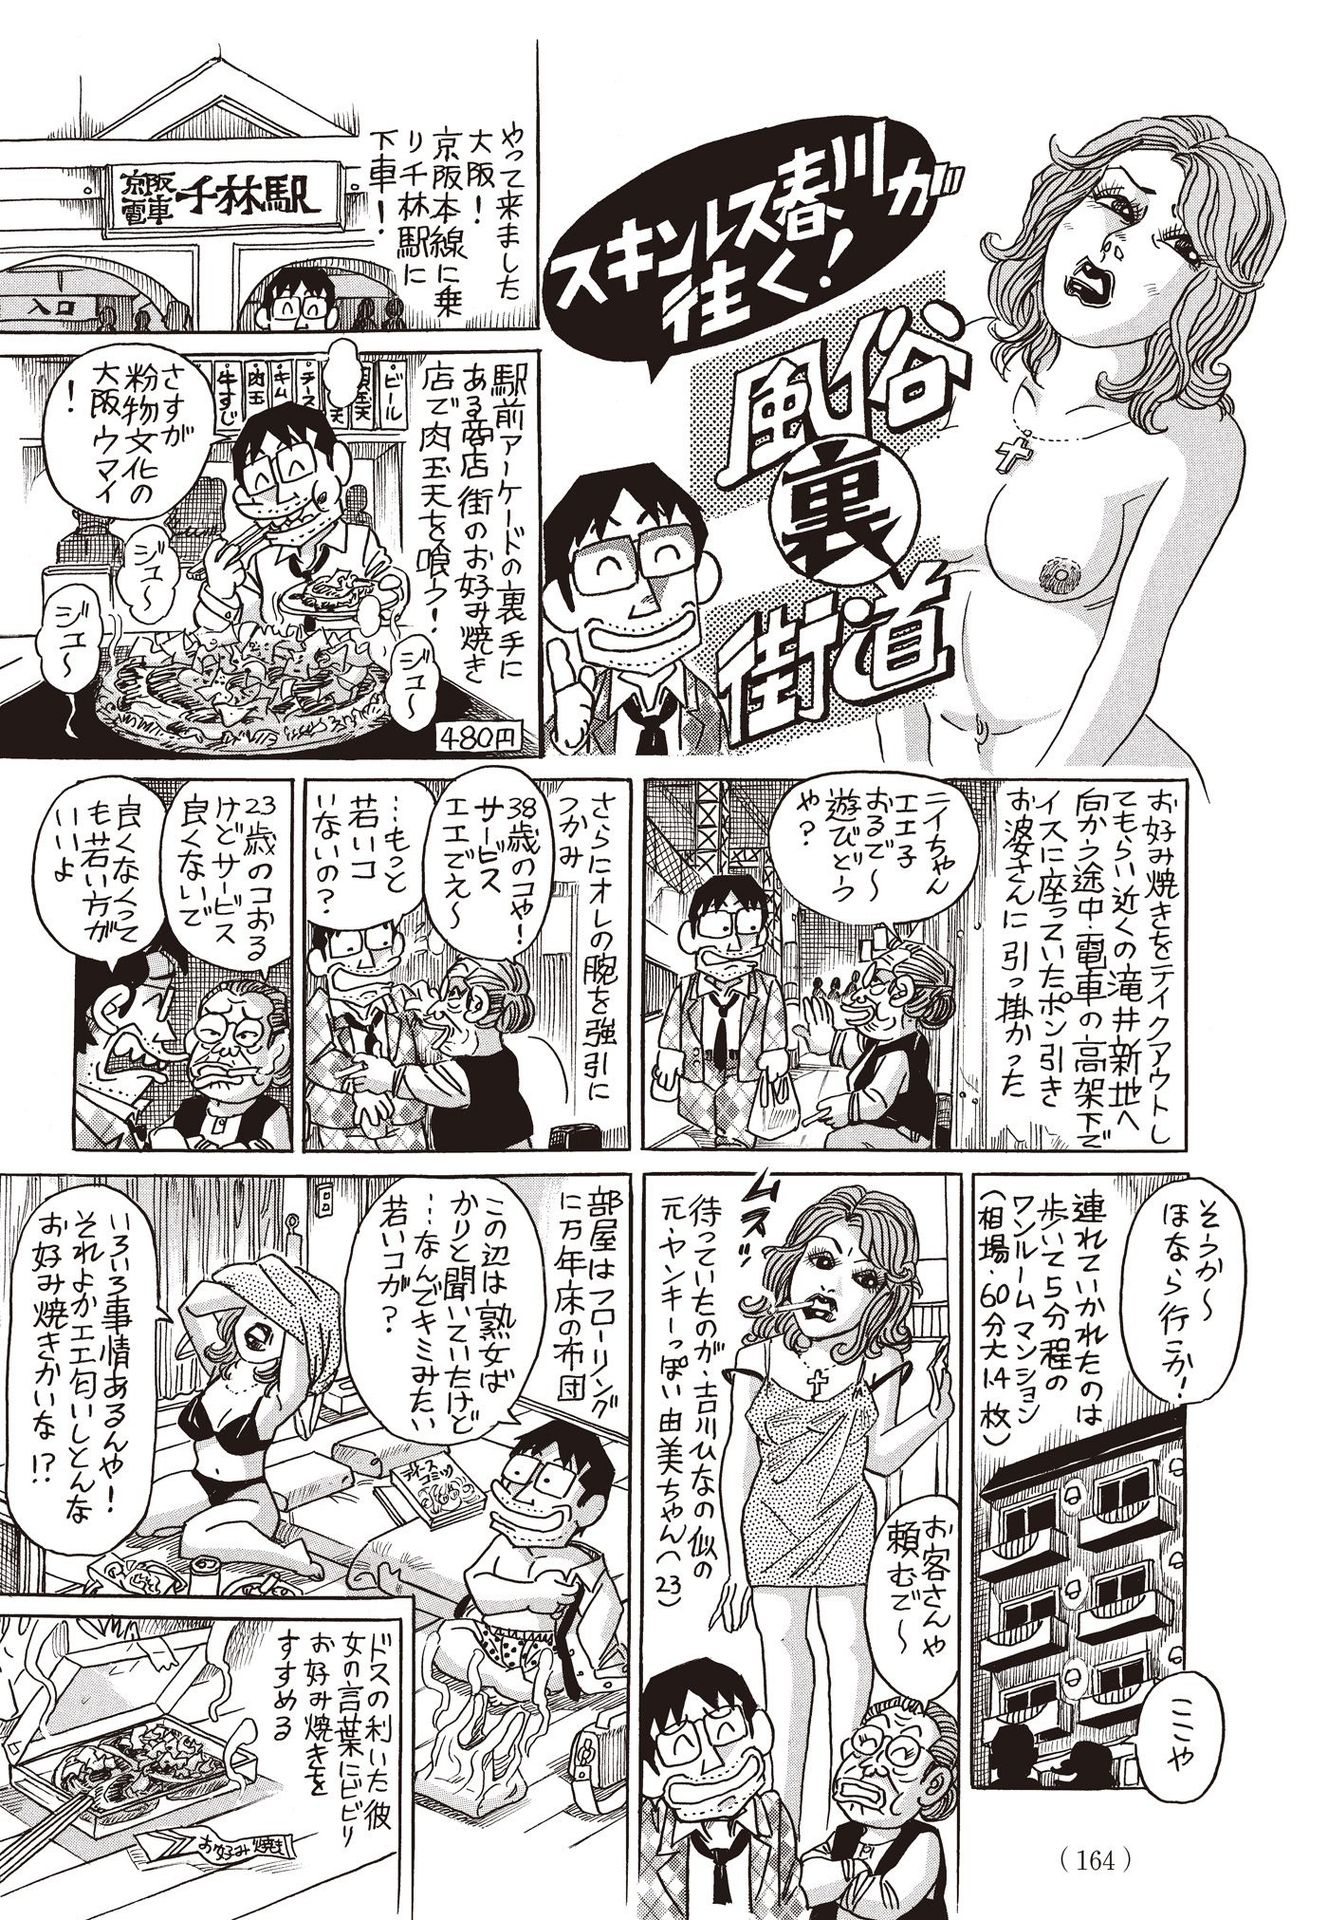 スキンレス春川が
往く!
風俗
裏
街道
やって来ました
大阪!
京阪本線に乗
り千林駅に
下車!
京阪
電車
千林駅
入口
駅前アーケードの裏手に
ある商店街のお好み焼き
店で肉玉天を喰う!
ビール
チーズ
キム
肉玉
牛すじ
さすが
粉物文化の
大阪ウマイ
!
ジュ〜
ジュ〜
ジュ〜
480円
お好み焼きをテイクアウトし
てもらい近くの滝井新地へ
向かう途中・電車の高架下で
イスに座っていたポン引き
お婆さんに引っ掛かった
ニイちゃん
エエ子
おるで〜
遊びどう
や?
さらにオレの腕を強引に
つかみ
38歳のコや!
サービス
エエでえ〜
…もっと
若いコ
いないの?
23歳のコおる
けどサービス
良くないで
良くなくって
も若い方が
いいよ
そうか〜
ほなら行こか!
連れていかれたのは
歩いて5分程の
ワンルームマンション
(相場・60分大1.4枚)
ここや
ムスッ
待っていたのが・吉川ひなの似の
元・ヤンキーっぽい由美ちゃん(23)
お客さんや
頼むで〜
部屋はフローリング
に万年床の布団
この辺は熟女ば
かりと聞いていたけど
…なんでキミみたい
若いコが?
いろいろ事情あるんや!
それよかエエ匂いしとんな
お好み焼きかいな!?
ティーンズ
コミック
ドスの利いた彼
女の言葉にビビり
お好み焼きを
すすめる
お好み焼き
(164)